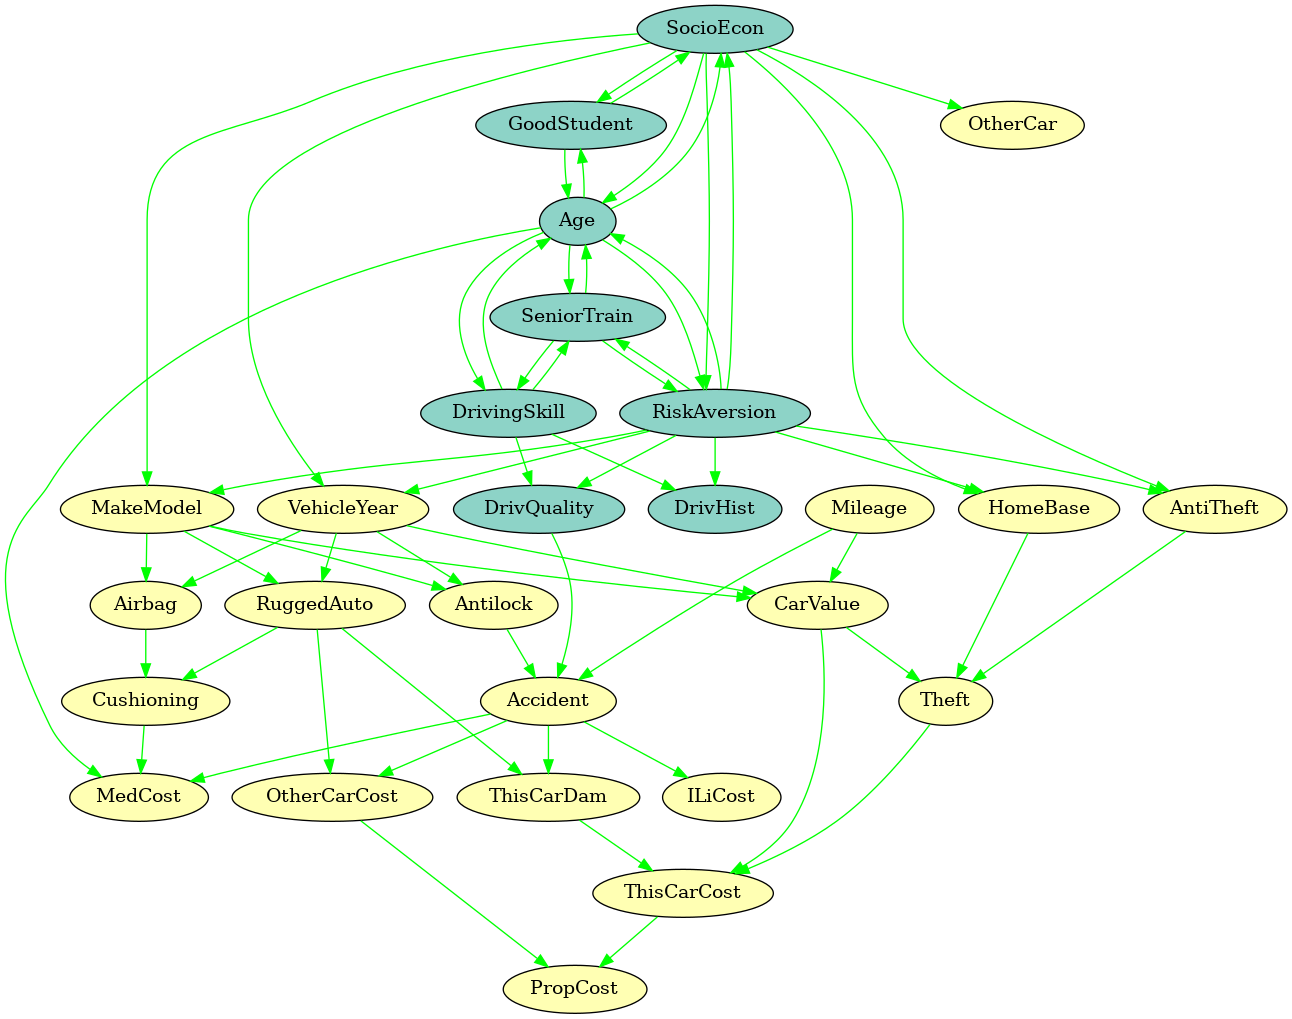 SocioEcon
GoodStudent
OtherCar
Age
SeniorTrain
DrivingSkill
RiskAversion
MakeModel
VehicleYear
DrivQuality
DrivHist
Mileage
HomeBase
AntiTheft
Airbag
RuggedAuto
Antilock
CarValue
Cushioning
Accident
Theft
MedCost
OtherCarCost
ThisCarDam
ILiCost
ThisCarCost
PropCost